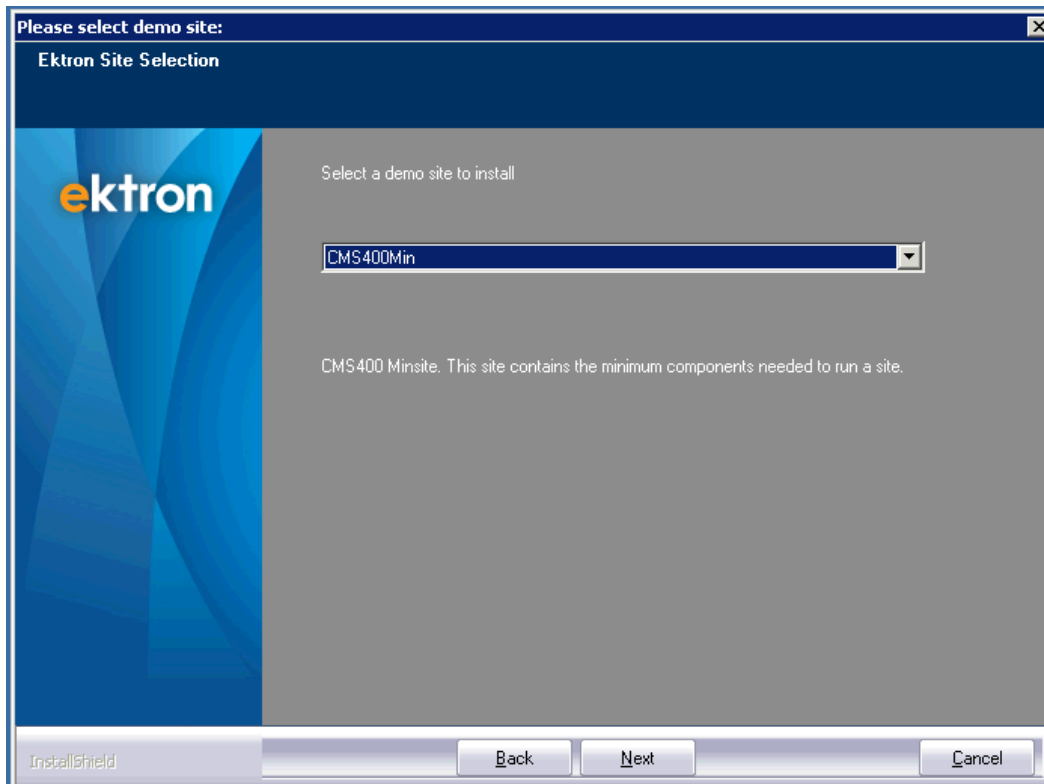 Please select demo site:
Ektron Site Selection
ektron
Select a demo site to install
CMS400Min
CMS400 Minsite. This site contains the minimum components needed to run a site.
InstallShield
Back
Next
Cancel